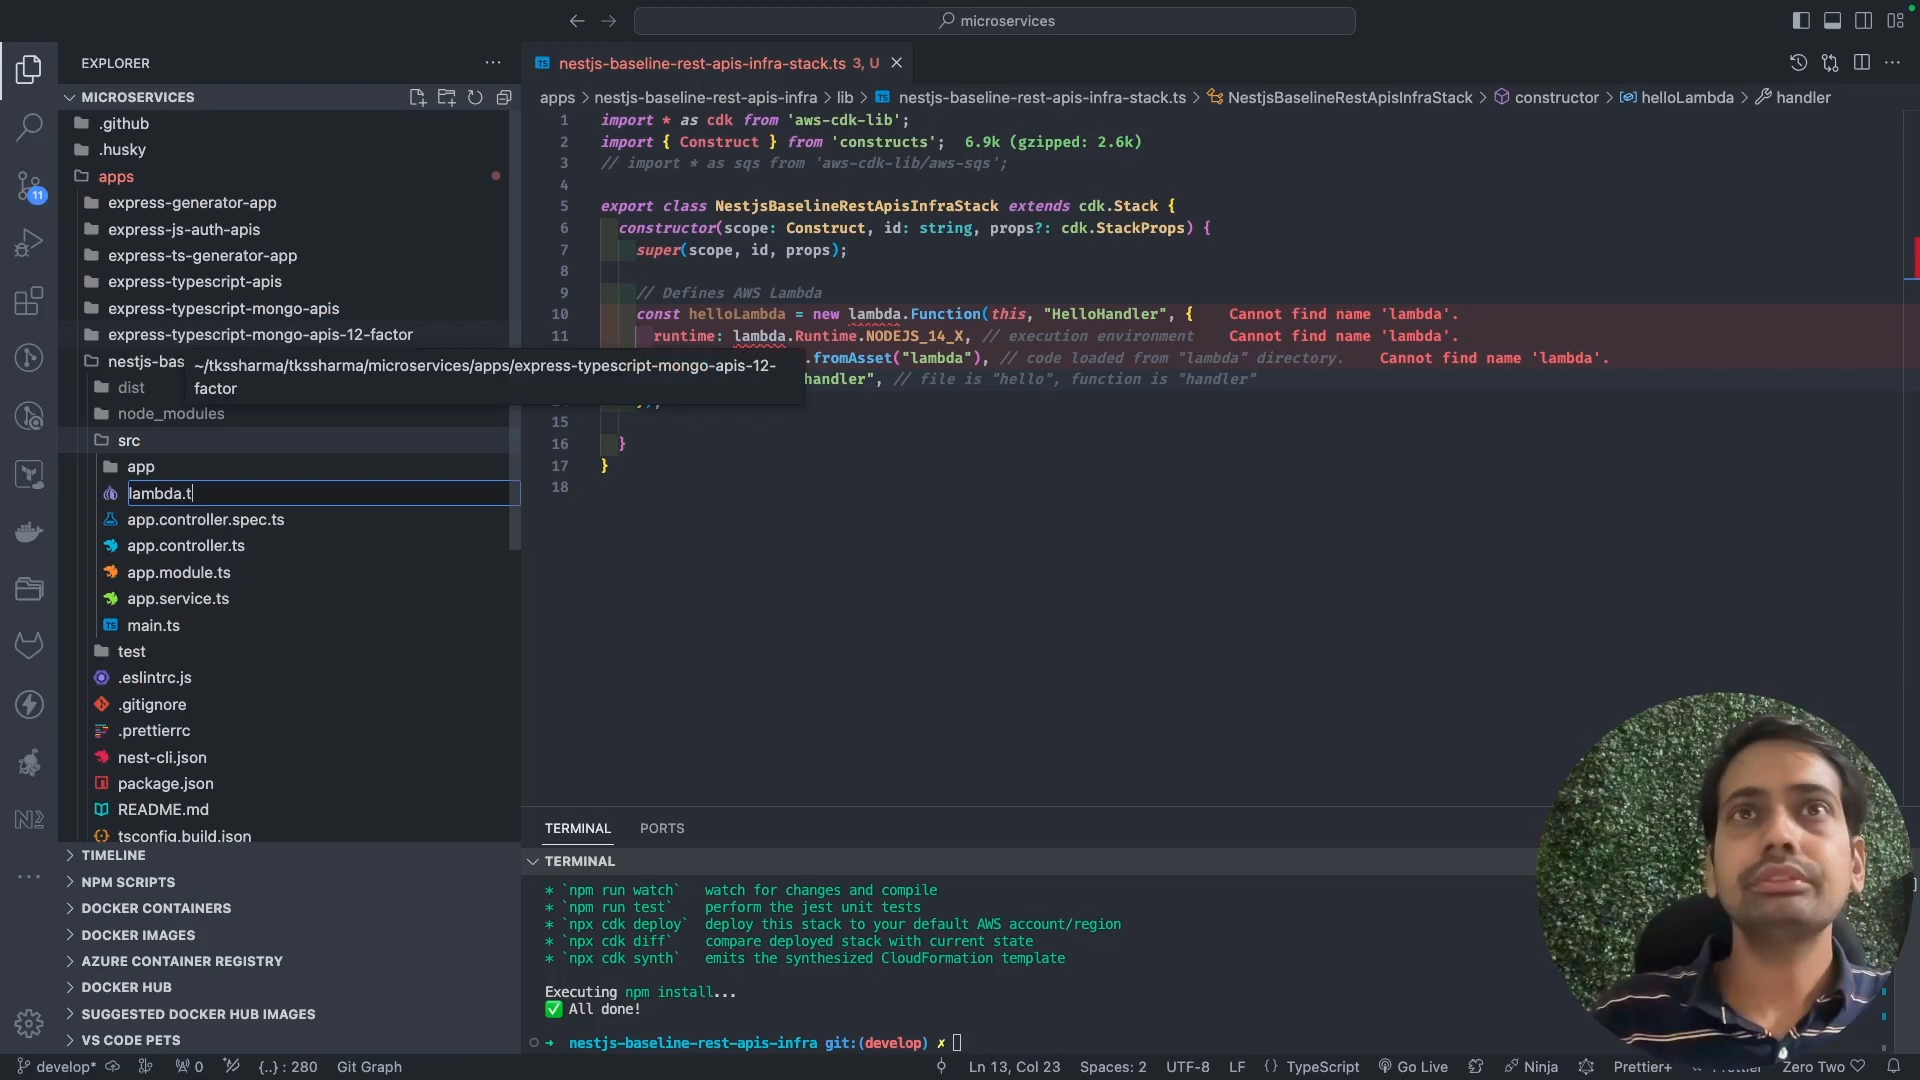 microservices
EXPLORER
MICROSERVICES
.github
.husky
apps
express-generator-app
express-js-auth-apis
express-ts-generator-app
express-typescript-apis
express-typescript-mongo-apis
express-typescript-mongo-apis-12-factor
nestjs-bas
~/tkssharma/tkssharma/microservices/apps/express-typescript-mongo-apis-12-
factor
dist
node_modules
src
app
lambda.t
app.controller.spec.ts
app.controller.ts
app.module.ts
app.service.ts
main.ts
test
.eslintrc.js
.gitignore
.prettierrc
nest-cli.json
package.json
README.md
tsconfig.build.json
TIMELINE
NPM SCRIPTS
DOCKER CONTAINERS
DOCKER IMAGES
AZURE CONTAINER REGISTRY
DOCKER HUB
SUGGESTED DOCKER HUB IMAGES
VS CODE PETS
11
TS nestjs-baseline-rest-apis-infra-stack.ts 3, U
apps > nestjs-baseline-rest-apis-infra > lib > TS nestjs-baseline-rest-apis-infra-stack.ts > NestjsBaselineRestApisInfraStack > constructor > helloLambda > handler
1 import * as cdk from 'aws-cdk-lib';
2 import { Construct } from 'constructs'; 6.9k (gzipped: 2.6k)
3 // import * as sqs from 'aws-cdk-lib/aws-sqs';
4
5 export class NestjsBaselineRestApisInfraStack extends cdk.Stack {
6 constructor(scope: Construct, id: string, props?: cdk.StackProps) {
7 super(scope, id, props);
8
9 // Defines AWS Lambda
10 const helloLambda = new lambda.Function(this, "HelloHandler", { Cannot find name 'lambda'.
11 runtime: lambda.Runtime.NODEJS_14_X, // execution environment Cannot find name 'lambda'.
.fromAsset("lambda"), // code loaded from "lambda" directory. Cannot find name 'lambda'.
handler", // file is "hello", function is "handler"
15
16 }
17 }
18
TERMINAL PORTS
TERMINAL
* `npm run watch` watch for changes and compile
* `npm run test` perform the jest unit tests
* `npx cdk deploy` deploy this stack to your default AWS account/region
* `npx cdk diff` compare deployed stack with current state
* `npx cdk synth` emits the synthesized CloudFormation template
Executing npm install...
✅ All done!
➜ nestjs-baseline-rest-apis-infra git:(develop) ✗
develop* 0 {..} : 280 Git Graph Ln 13, Col 23 Spaces: 2 UTF-8 LF {} TypeScript Go Live Ninja Prettier+ Prettier Zero Two